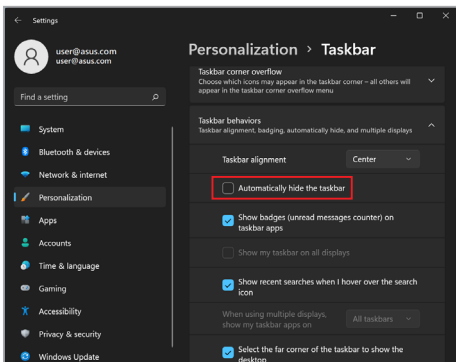 Settings
user@asus.com
user@asus.com
Find a setting
System
Bluetooth & devices
Network & internet
Personalization
Apps
Accounts
Time & language
Gaming
Accessibility
Privacy & security
Windows Update
Personalization > Taskbar
Taskbar corner overflow
Choose which icons may appear in the taskbar corner – all others will
appear in the taskbar corner overflow menu
Taskbar behaviors
Taskbar alignment, badging, automatically hide, and multiple displays
Taskbar alignment
Center
Automatically hide the taskbar
Show badges (unread messages counter) on
taskbar apps
Show my taskbar on all displays
Show recent searches when I hover over the search
icon
When using multiple displays,
show my taskbar apps on
All taskbars
Select the far corner of the taskbar to show the
desktop